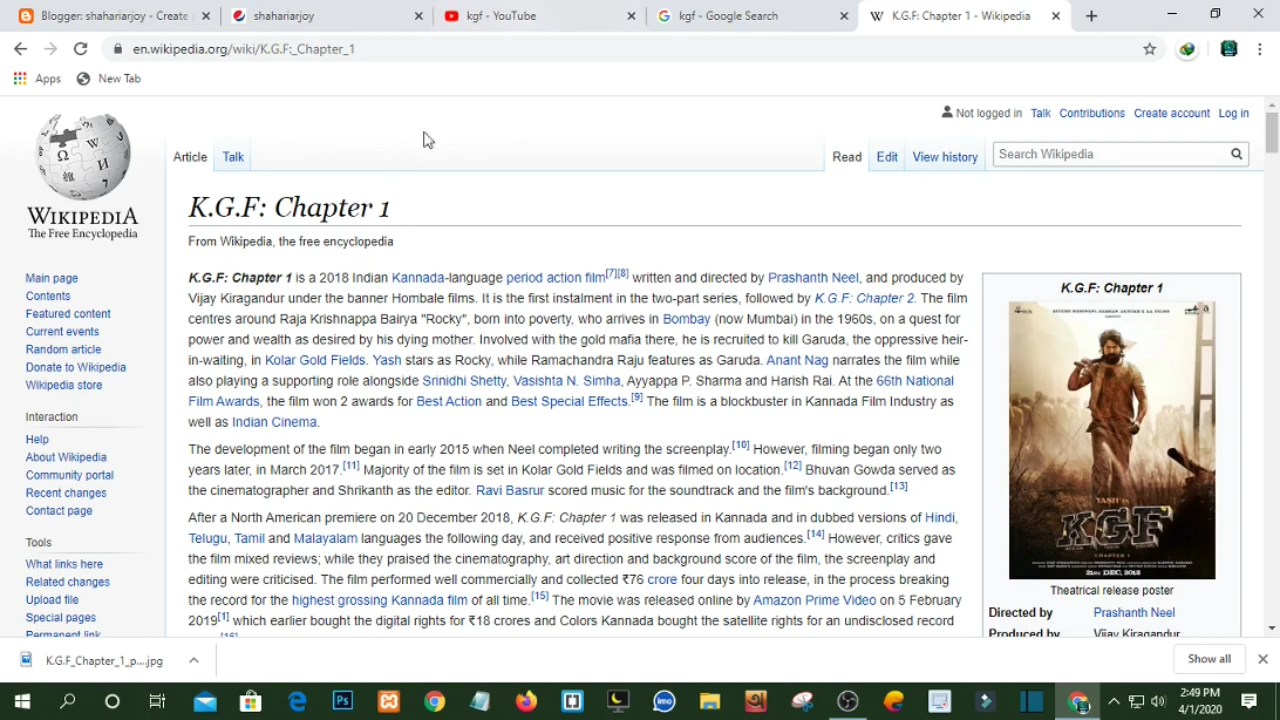 Blogger: shahariarjoy - Create
shahariarjoy
kgf - YouTube
kgf - Google Search
K.G.F: Chapter 1 - Wikipedia
en.wikipedia.org/wiki/K.G.F:_Chapter_1
Apps
New Tab
Not logged in Talk Contributions Create account Log in
WIKIPEDIA
The Free Encyclopedia
Article Talk
Read Edit View history
Search Wikipedia
K.G.F: Chapter 1
From Wikipedia, the free encyclopedia
Main page
Contents
Featured content
Current events
Random article
Donate to Wikipedia
Wikipedia store
Interaction
Help
About Wikipedia
Community portal
Recent changes
Contact page
Tools
What links here
Related changes
Upload file
Special pages
Permanent link
K.G.F: Chapter 1 is a 2018 Indian Kannada-language period action film[7][8] written and directed by Prashanth Neel, and produced by
Vijay Kiragandur under the banner Hombale films. It is the first instalment in the two-part series, followed by K.G.F: Chapter 2. The film
centres around Raja Krishnappa Bairya "Rocky", born into poverty, who arrives in Bombay (now Mumbai) in the 1960s, on a quest for
power and wealth as desired by his dying mother. Involved with the gold mafia there, he is recruited to kill Garuda, the oppressive heir-
in-waiting, in Kolar Gold Fields. Yash stars as Rocky, while Ramachandra Raju features as Garuda. Anant Nag narrates the film while
also playing a supporting role alongside Srinidhi Shetty, Vasishta N. Simha, Ayyappa P. Sharma and Harish Rai. At the 66th National
Film Awards, the film won 2 awards for Best Action and Best Special Effects.[9] The film is a blockbuster in Kannada Film Industry as
well as Indian Cinema.
The development of the film began in early 2015 when Neel completed writing the screenplay.[10] However, filming began only two
years later, in March 2017.[11] Majority of the film is set in Kolar Gold Fields and was filmed on location.[12] Bhuvan Gowda served as
the cinematographer and Shrikanth as the editor. Ravi Basrur scored music for the soundtrack and the film's background.[13]
After a North American premiere on 20 December 2018, K.G.F: Chapter 1 was released in Kannada and in dubbed versions of Hindi,
Telugu, Tamil and Malayalam languages the following day, and received positive response from audiences.[14] However, critics gave
the film mixed reviews; while they praised the cinematography, art direction and background score of the film, the screenplay and
editing were criticised. The film performed well commercially and collected ₹76 crore four days into release, in the process breaking
the record for the highest grossing Kannada film of all time.[15] The movie was released online by Amazon Prime Video on 5 February
2019[1] which earlier bought the digital rights for ₹18 crores and Colors Kannada bought the satellite rights for an undisclosed record
[16]
K.G.F: Chapter 1
YASH IS
KGF
CHAPTER 1
21ST DEC, 2018
Theatrical release poster
Directed by Prashanth Neel
Produced by Vijay Kiragandur
K.G.F_Chapter_1_p....jpg
Show all
2:49 PM
4/1/2020